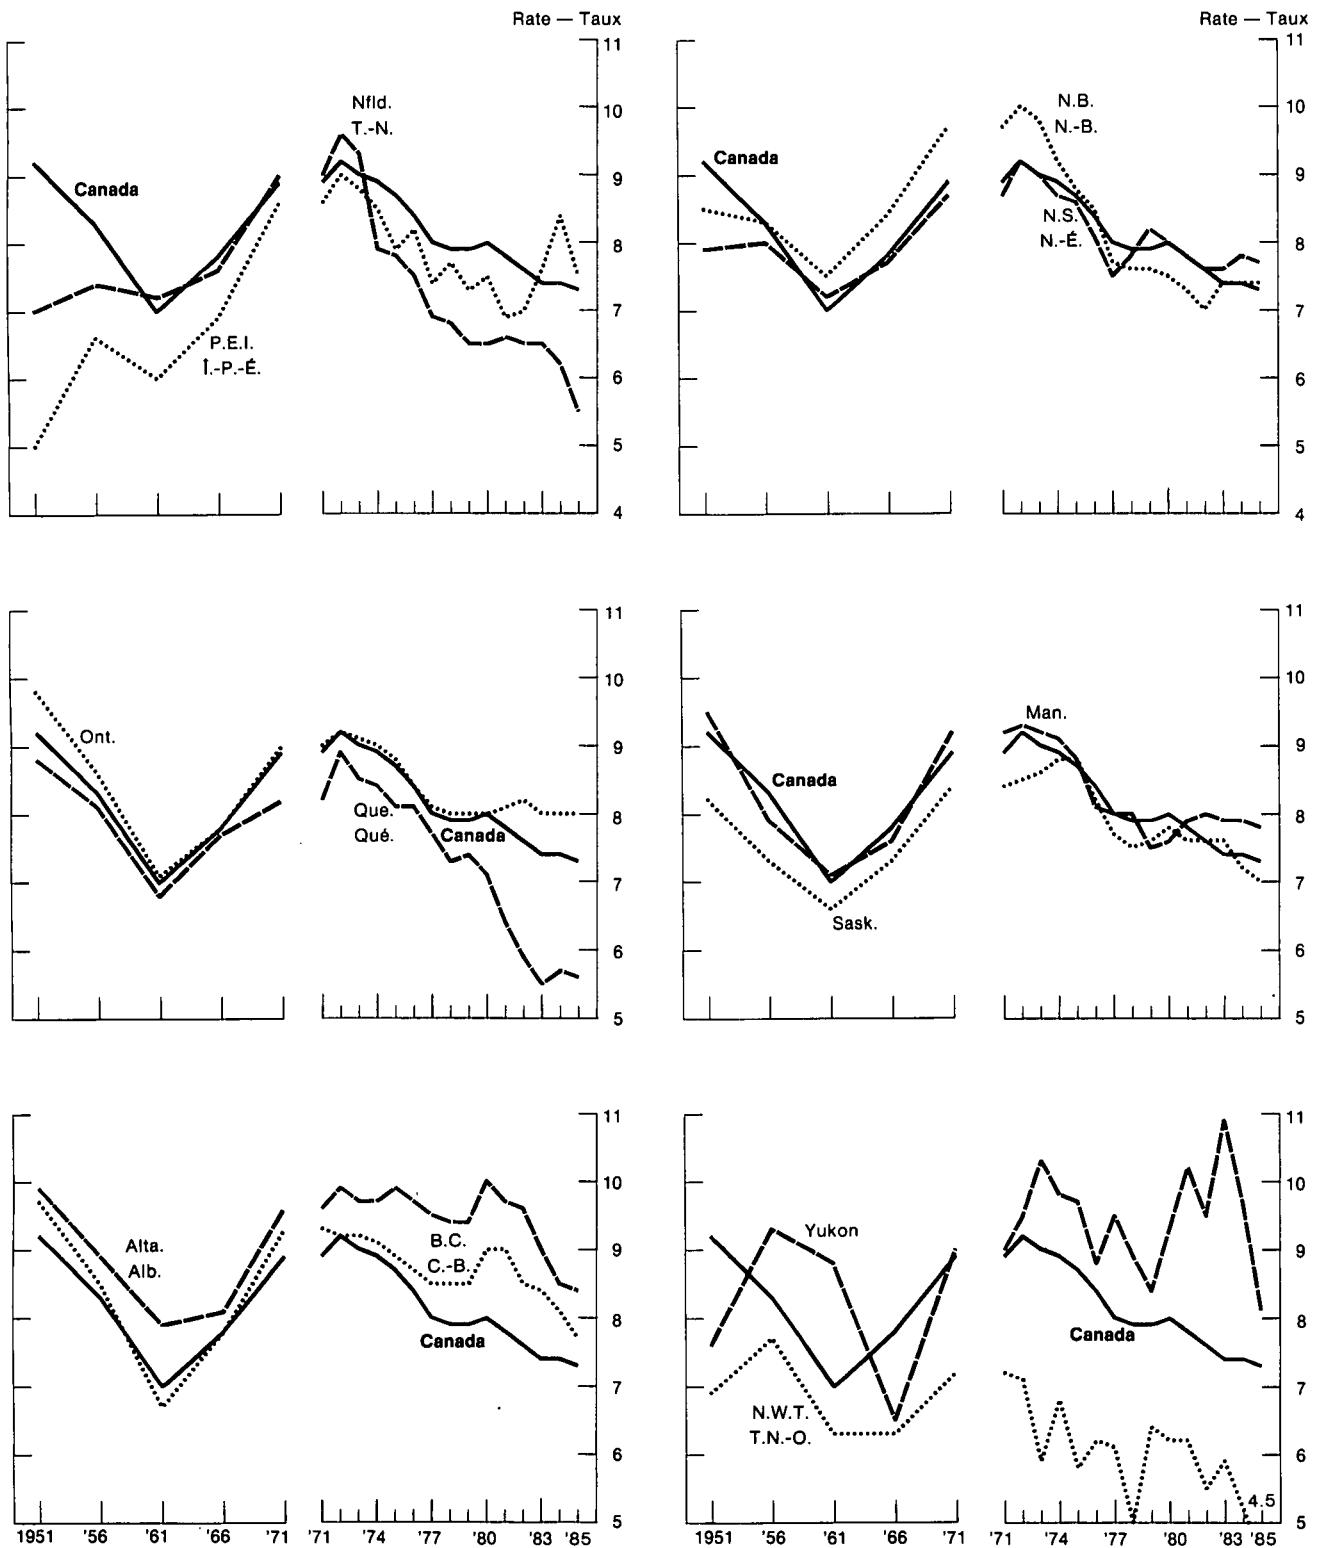 Rate — Taux
Rate — Taux
11
10
9
8
7
6
5
4
Nfld.
T.-N.
Canada
P.E.I.
Î.-P.-É.
11
10
9
8
7
6
5
4
N.B.
N.-B.
Canada
N.S.
N.-É.
11
10
9
8
7
6
5
Ont.
Que.
Qué.
Canada
11
10
9
8
7
6
5
Man.
Canada
Sask.
11
10
9
8
7
6
5
Alta.
Alb.
B.C.
C.-B.
Canada
1951 '56 '61 '66 '71 '71 '74 '77 '80 '83 '85
11
10
9
8
7
6
5
Yukon
Canada
N.W.T.
T.N.-O.
4.5
1951 '56 '61 '66 '71 '71 '74 '77 '80 '83 '85